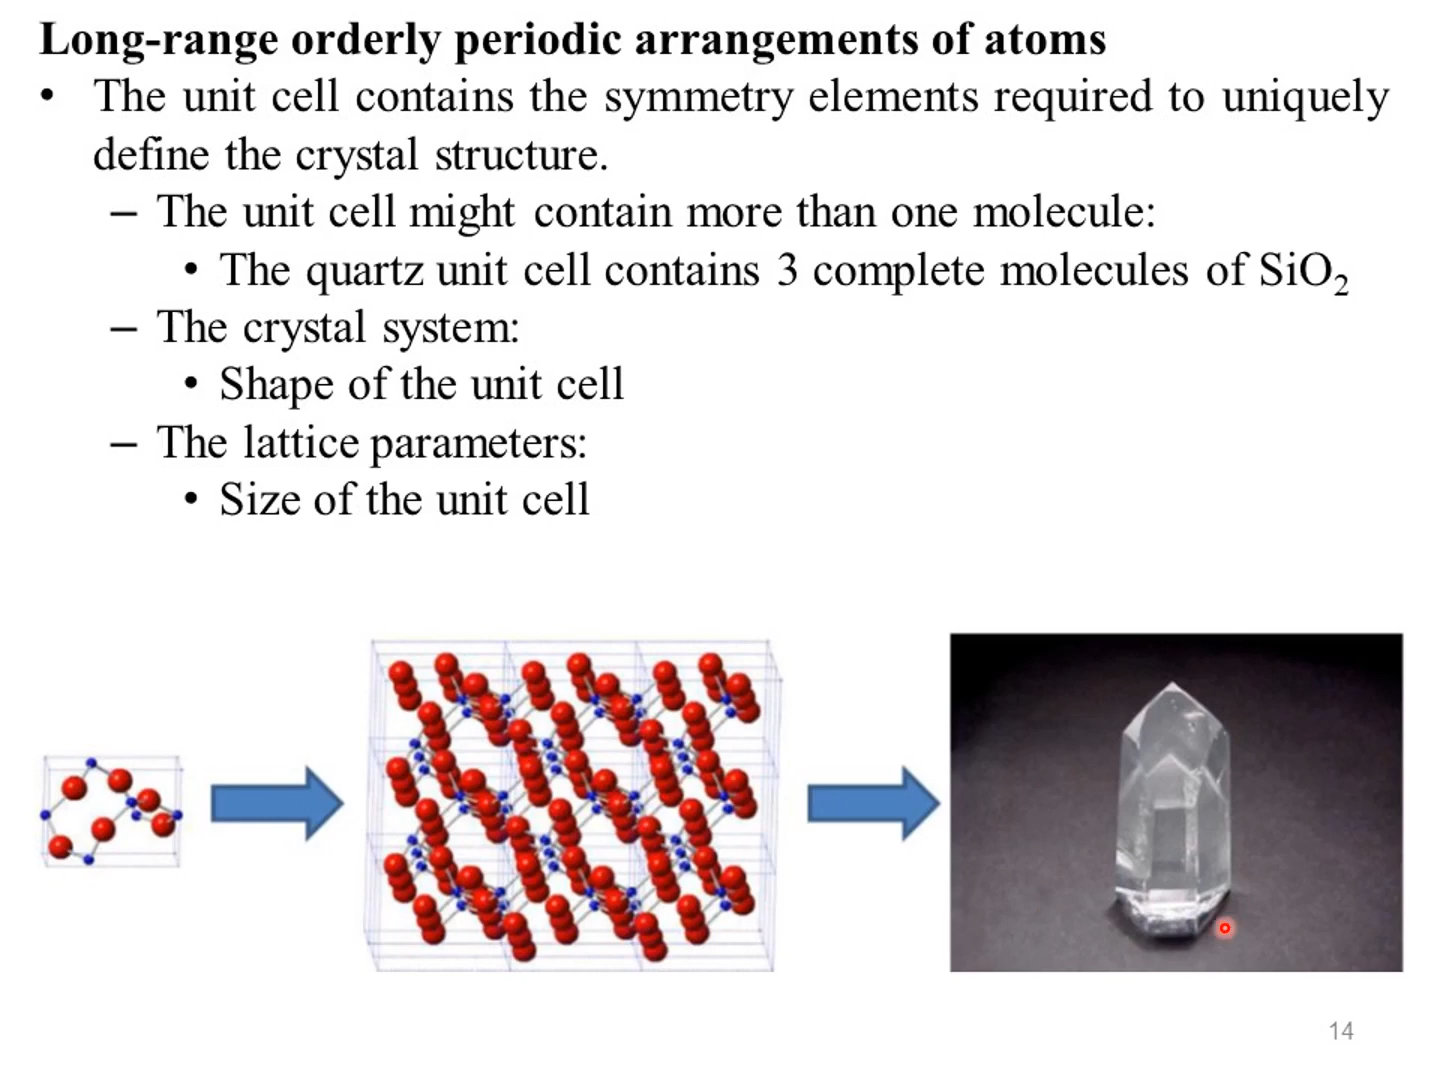 Long-range orderly periodic arrangements of atoms
• The unit cell contains the symmetry elements required to uniquely
define the crystal structure.
– The unit cell might contain more than one molecule:
• The quartz unit cell contains 3 complete molecules of SiO₂
– The crystal system:
• Shape of the unit cell
– The lattice parameters:
• Size of the unit cell
14